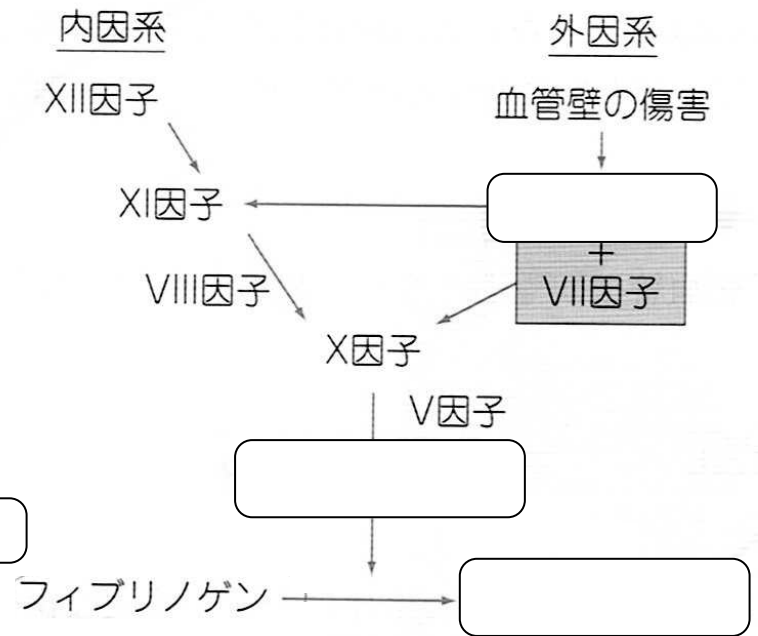 内因系
外因系
XII因子
血管壁の傷害
XI因子
+
VII因子
VIII因子
X因子
V因子
フィブリノゲン